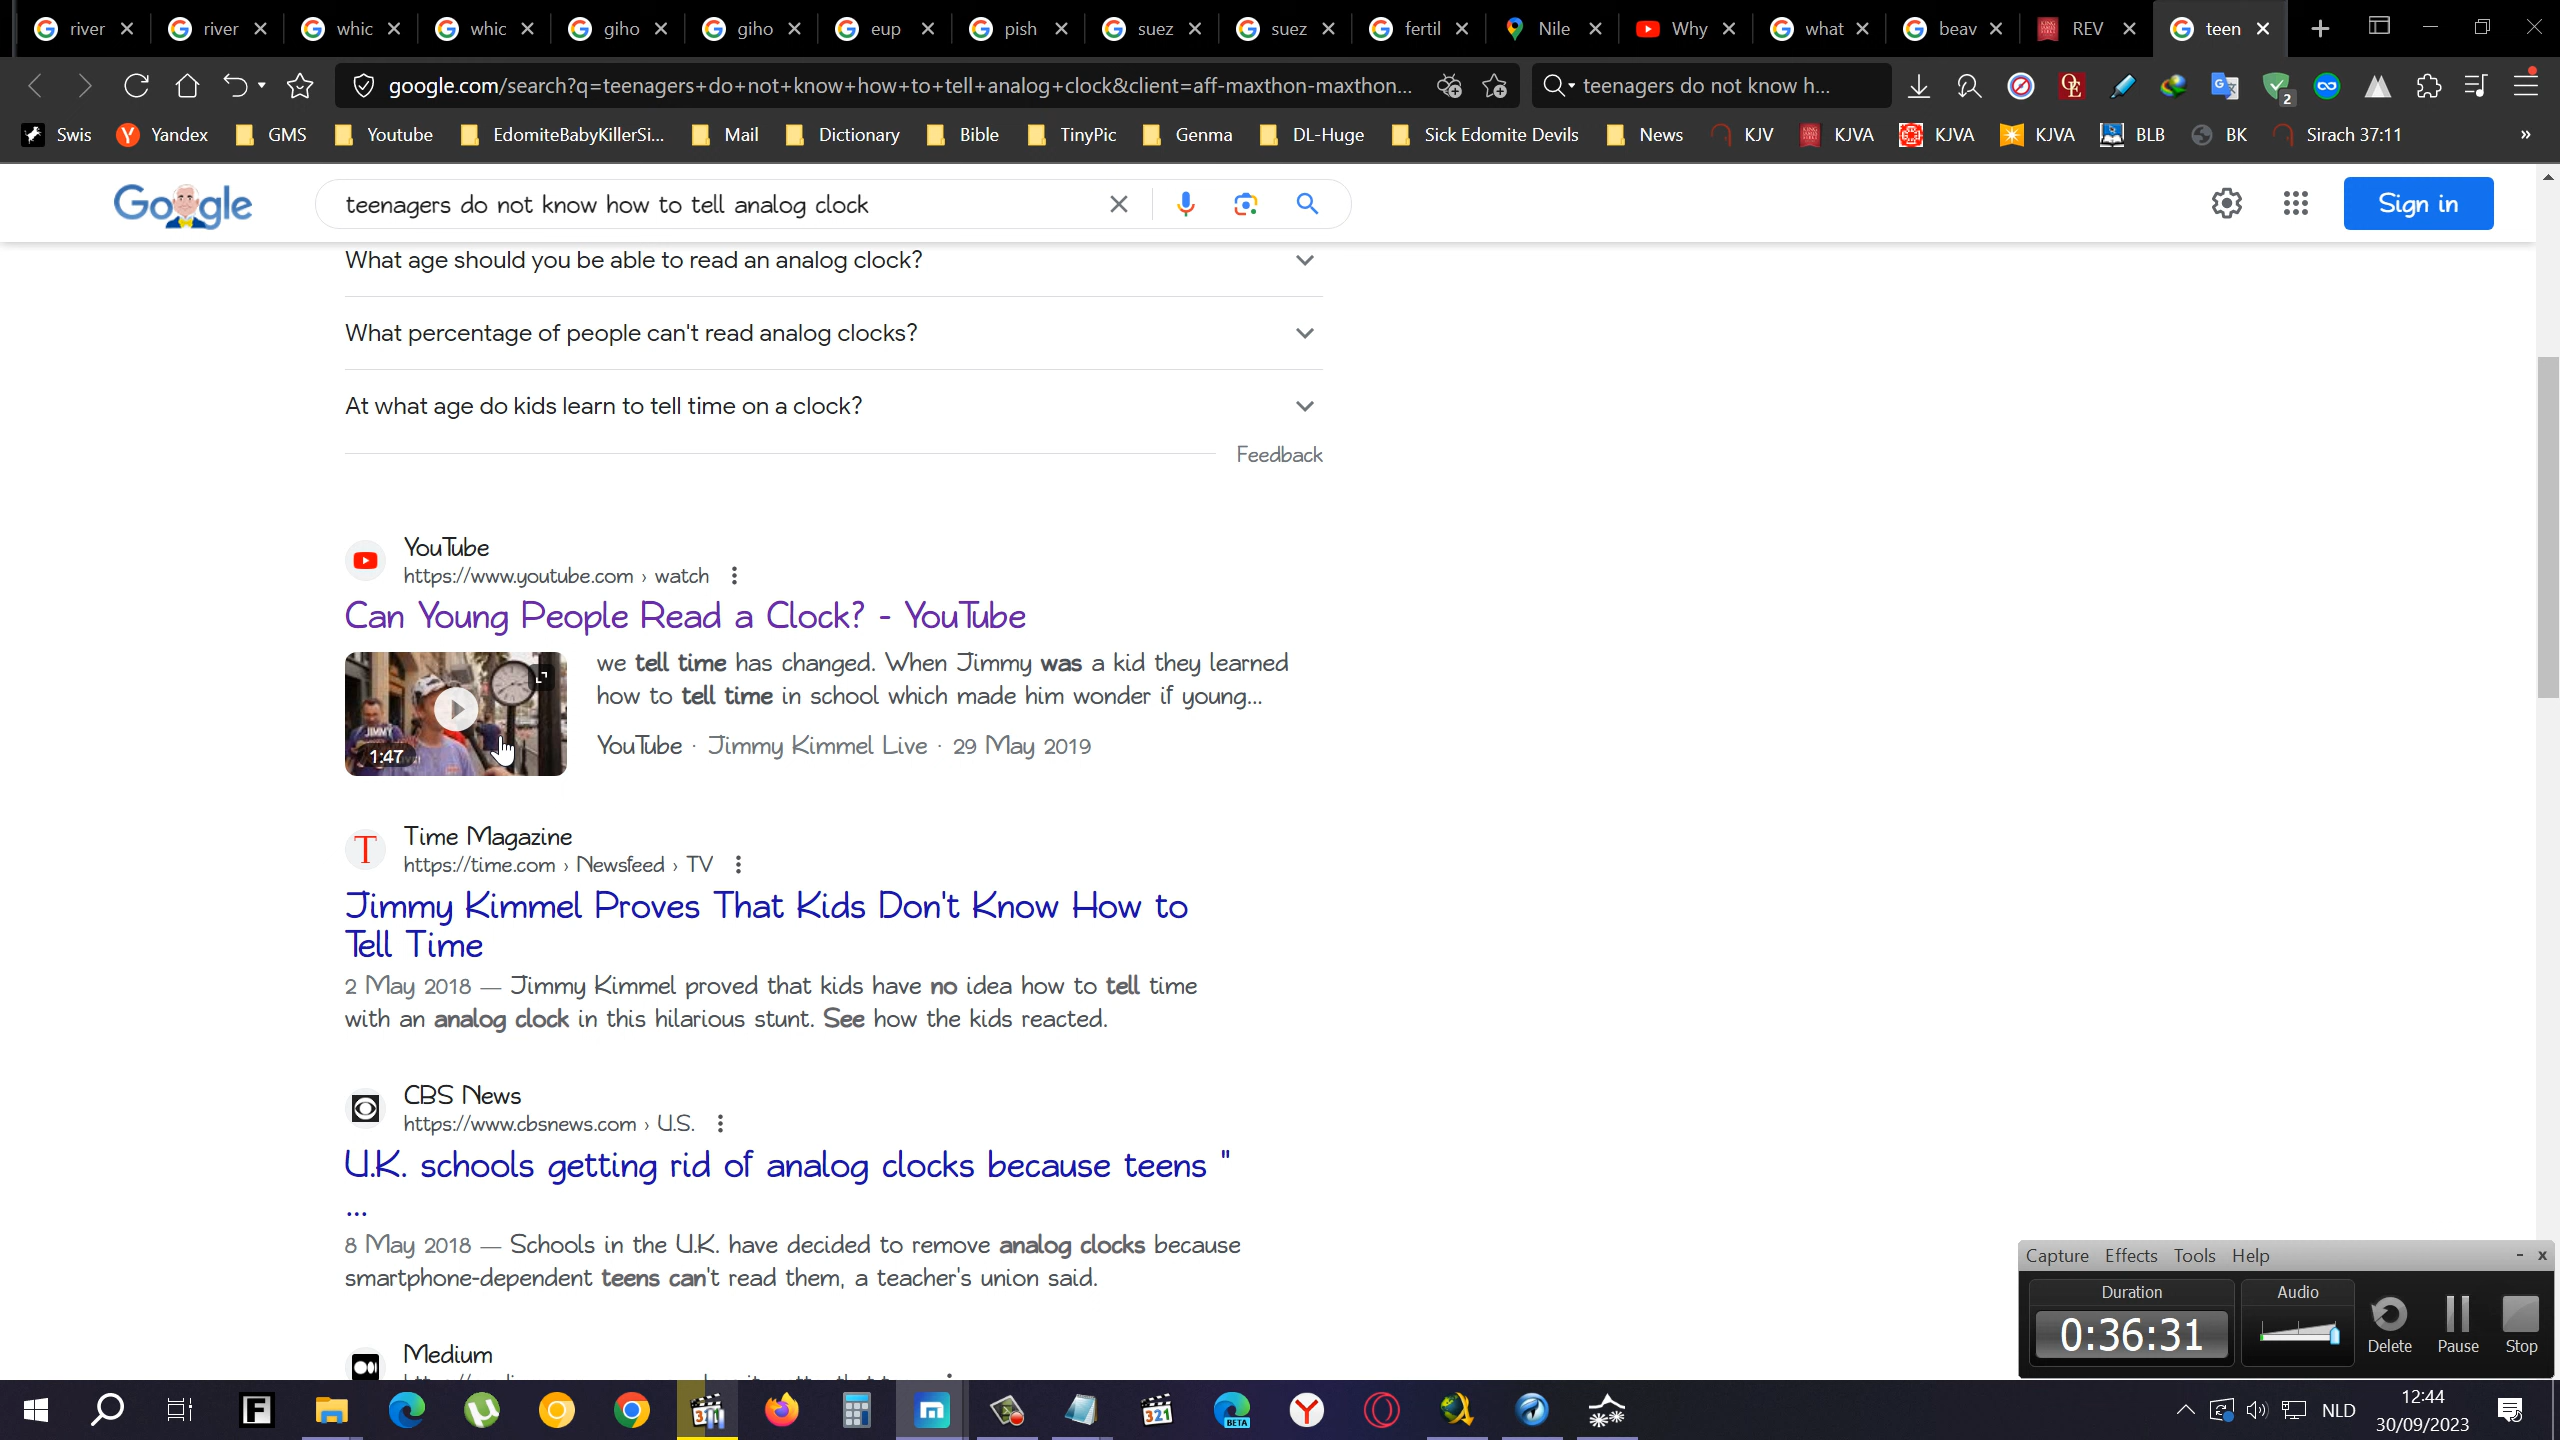 river
river
whic
whic
giho
giho
eup
pish
suez
suez
fertil
Nile
Why
what
beav
REV
teen
google.com/search?q=teenagers+do+not+know+how+to+tell+analog+clock&client=aff-maxthon-maxthon...
teenagers do not know h...
2
Swis
Yandex
GMS
Youtube
EdomiteBabyKillerSi...
Mail
Dictionary
Bible
TinyPic
Genma
DL-Huge
Sick Edomite Devils
News
KJV
KJVA
KJVA
KJVA
BLB
BK
Sirach 37:11
»
Google
teenagers do not know how to tell analog clock
Sign in
What age should you be able to read an analog clock?
What percentage of people can't read analog clocks?
At what age do kids learn to tell time on a clock?
Feedback
YouTube
https://www.youtube.com › watch
Can Young People Read a Clock? - YouTube
JIMMY
1:47
we tell time has changed. When Jimmy was a kid they learned
how to tell time in school which made him wonder if young...
YouTube · Jimmy Kimmel Live · 29 May 2019
T
Time Magazine
https://time.com › Newsfeed › TV
Jimmy Kimmel Proves That Kids Don't Know How to
Tell Time
2 May 2018 — Jimmy Kimmel proved that kids have no idea how to tell time
with an analog clock in this hilarious stunt. See how the kids reacted.
CBS News
https://www.cbsnews.com › U.S.
U.K. schools getting rid of analog clocks because teens "
...
8 May 2018 — Schools in the U.K. have decided to remove analog clocks because
smartphone-dependent teens can't read them, a teacher's union said.
Medium
Capture Effects Tools Help
Duration
0:36:31
Audio
Delete
Pause
Stop
321
BETA
NLD
12:44
30/09/2023